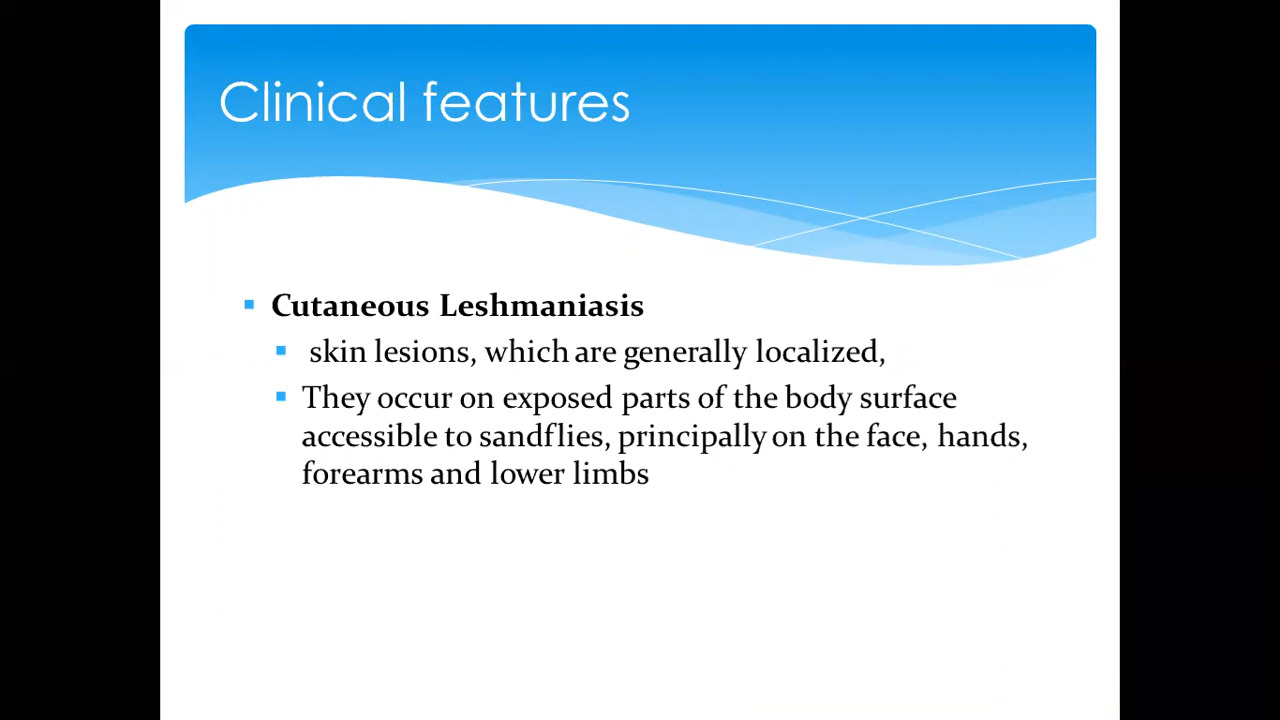 Clinical features
Cutaneous Leshmaniasis
skin lesions, which are generally localized,
They occur on exposed parts of the body surface
accessible to sandflies, principally on the face, hands,
forearms and lower limbs